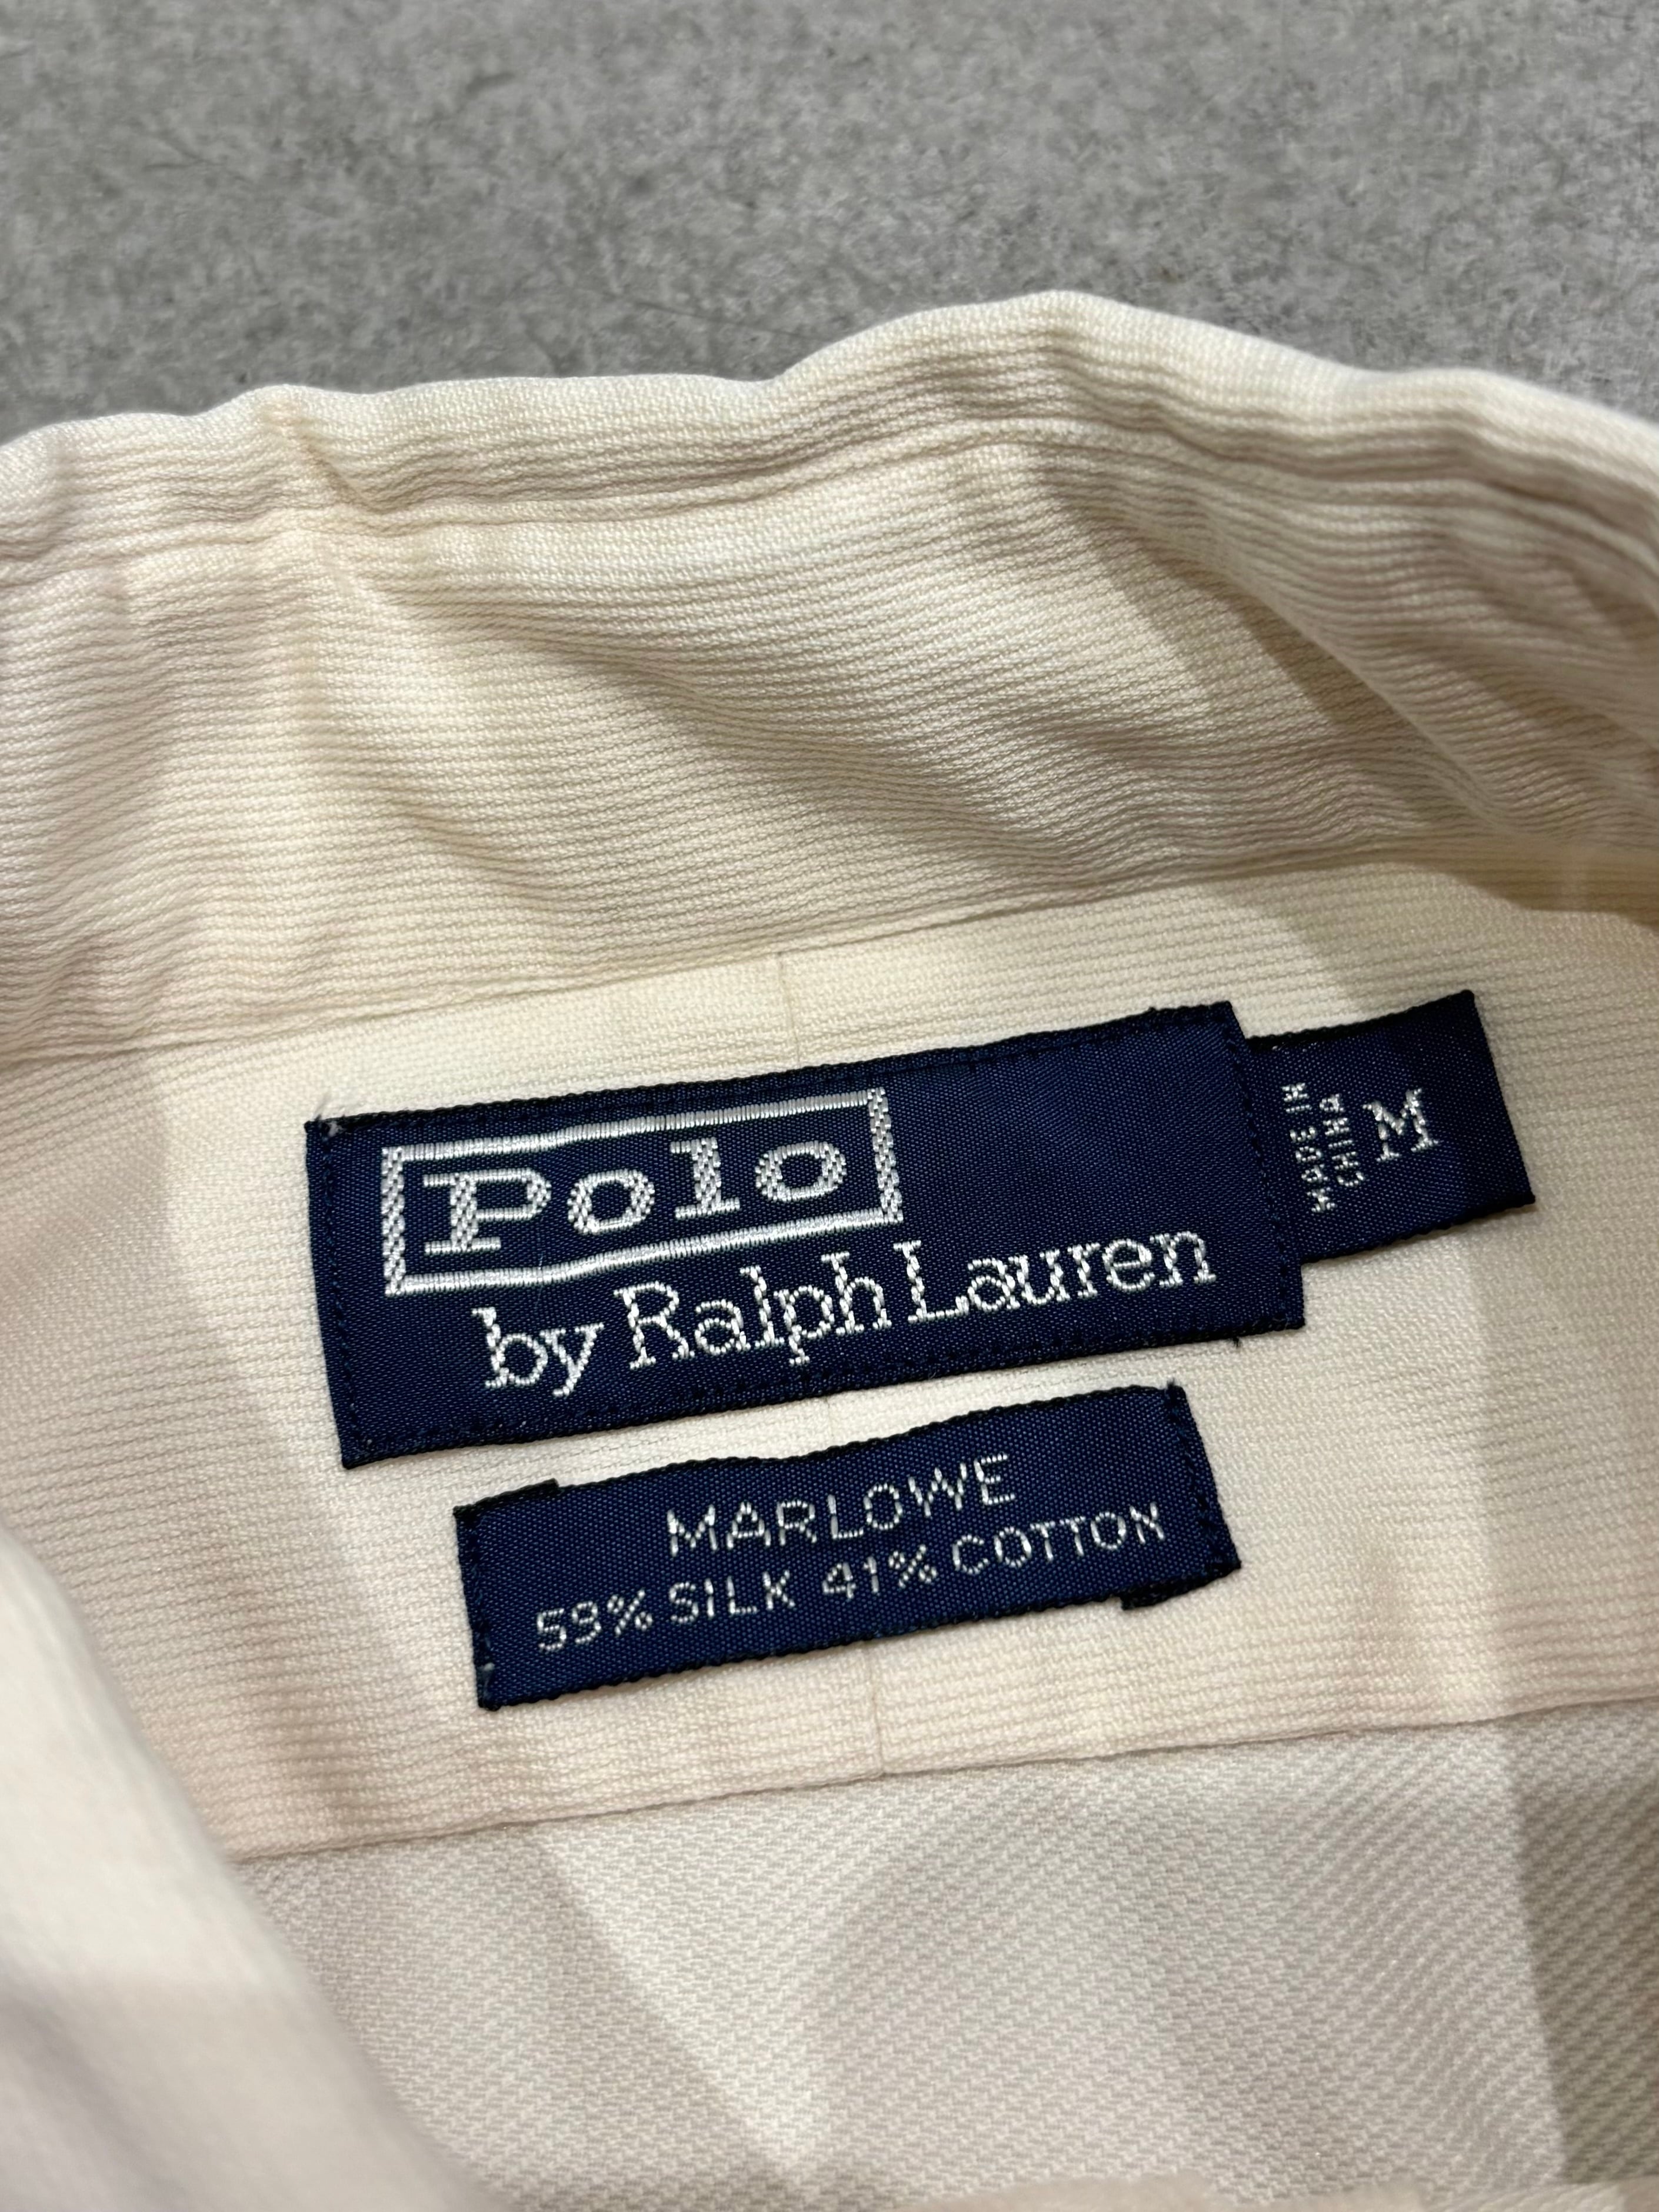 Polo
by Ralph Lauren
MADE IN
CHINA
M
MARLOWE
59% SILK 41% COTTON